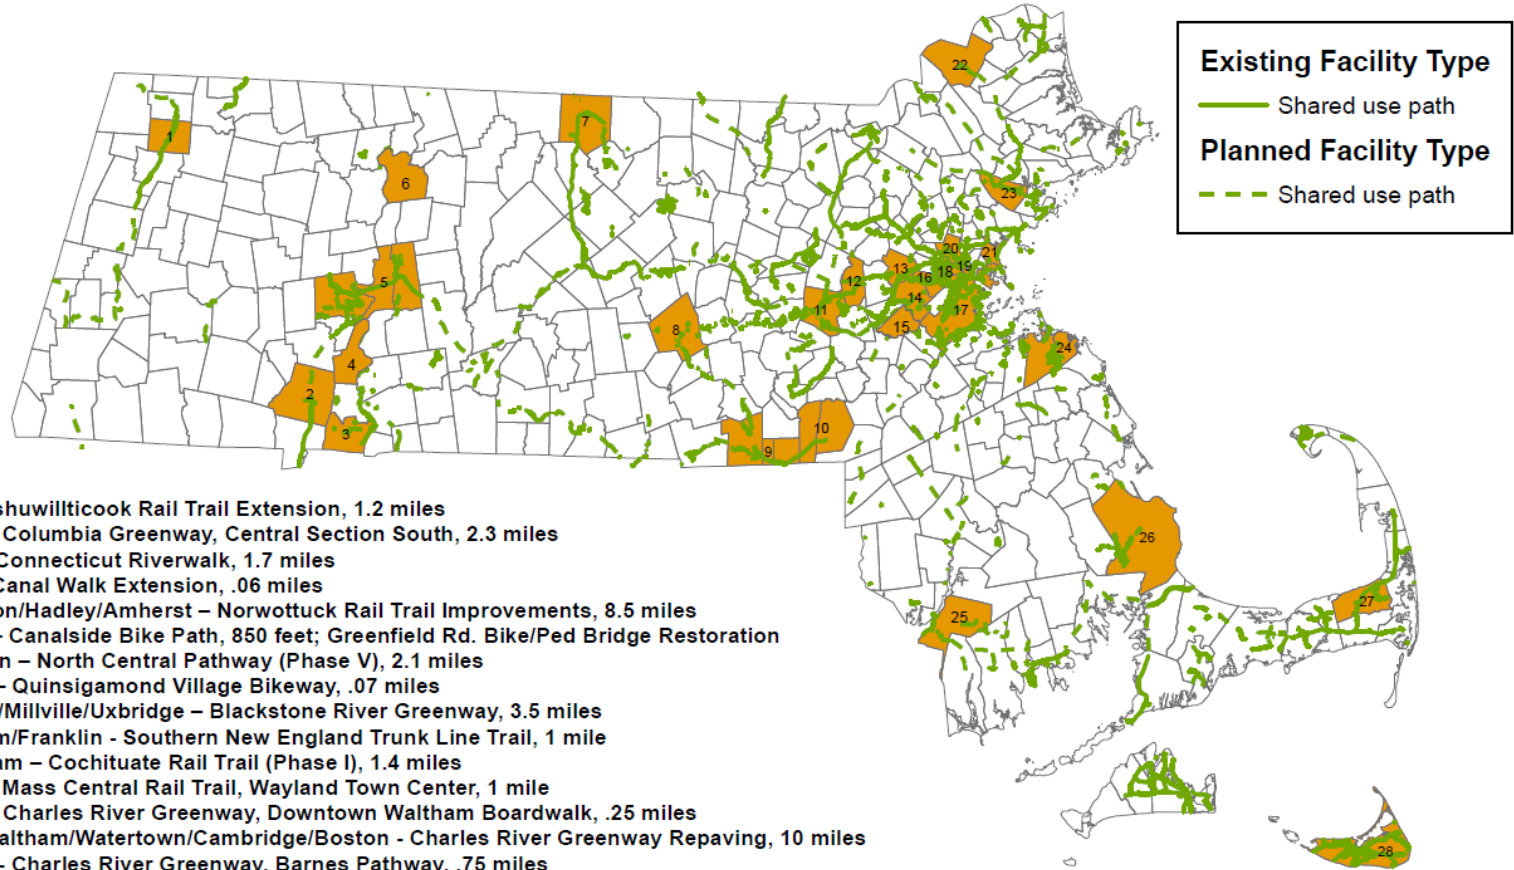 22
Existing Facility Type
Shared use path
Planned Facility Type
Shared use path
1
7
6
23
5
20
21
13
16
18
19
12
14
11
17
15
8
24
4
2
3
10
9
26
25
27
28
shuwillticook Rail Trail Extension, 1.2 miles
Columbia Greenway, Central Section South, 2.3 miles
Connecticut Riverwalk, 1.7 miles
Canal Walk Extension, .06 miles
on/Hadley/Amherst – Norwottuck Rail Trail Improvements, 8.5 miles
– Canalside Bike Path, 850 feet; Greenfield Rd. Bike/Ped Bridge Restoration
n – North Central Pathway (Phase V), 2.1 miles
– Quinsigamond Village Bikeway, .07 miles
/Millville/Uxbridge – Blackstone River Greenway, 3.5 miles
m/Franklin - Southern New England Trunk Line Trail, 1 mile
am – Cochituate Rail Trail (Phase I), 1.4 miles
Mass Central Rail Trail, Wayland Town Center, 1 mile
Charles River Greenway, Downtown Waltham Boardwalk, .25 miles
altham/Watertown/Cambridge/Boston - Charles River Greenway Repaving, 10 miles
– Charles River Greenway, Barnes Pathway, .75 miles